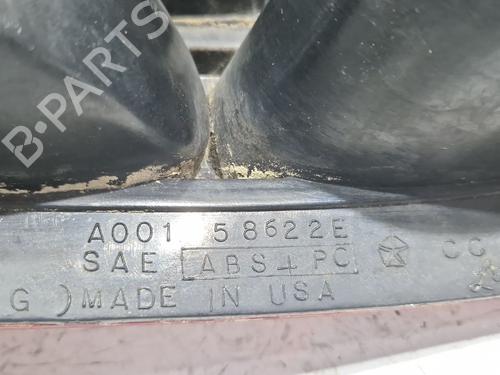 B-PARTS
A001 58622E
SAE ABS+PC CC
G) MADE IN USA